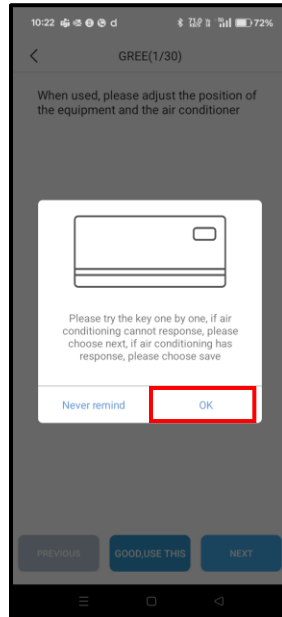 10:22
72%
GREE(1/30)
When used, please adjust the position of
the equipment and the air conditioner
Please try the key one by one, if air
conditioning cannot response, please
choose next, if air conditioning has
response, please choose save
Never remind
OK
PREVIOUS
GOOD,USE THIS
NEXT